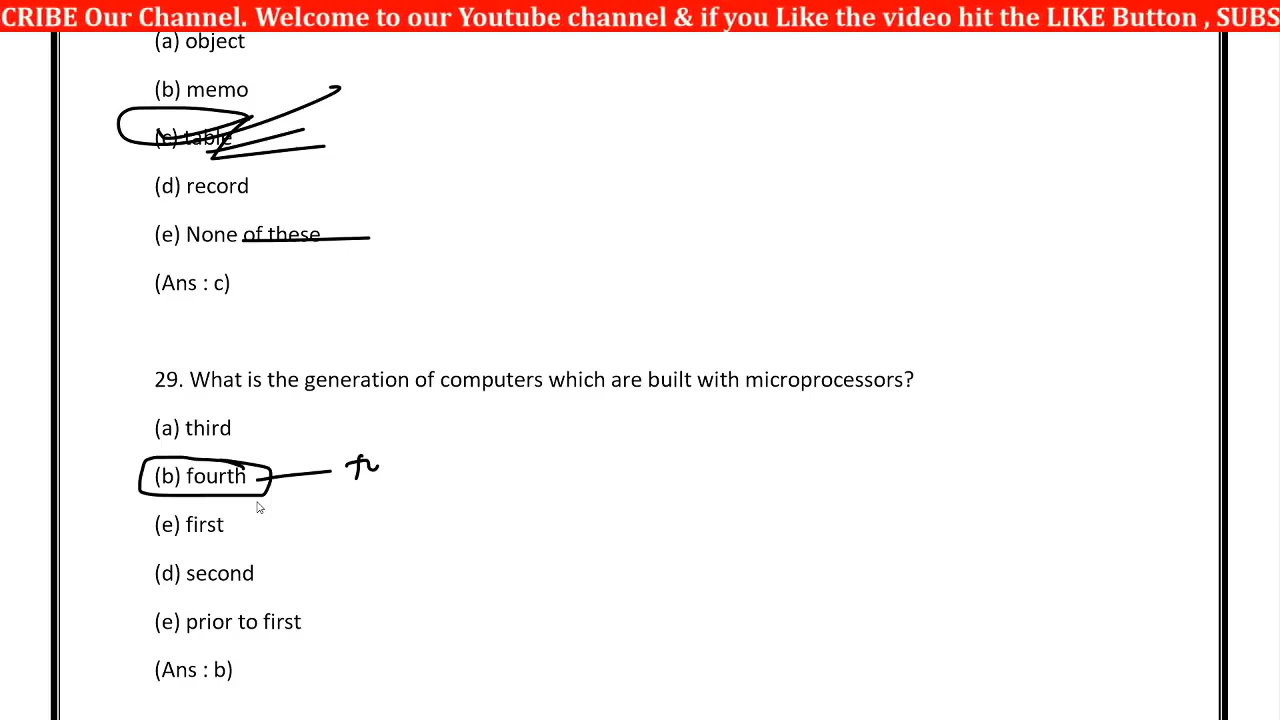 CRIBE Our Channel. Welcome to our Youtube channel & if you Like the video hit the LIKE Button , SUBS
(a) object
(b) memo
(c) table
(d) record
(e) None of these
(Ans : c)
29. What is the generation of computers which are built with microprocessors?
(a) third
(b) fourth
(e) first
(d) second
(e) prior to first
(Ans : b)